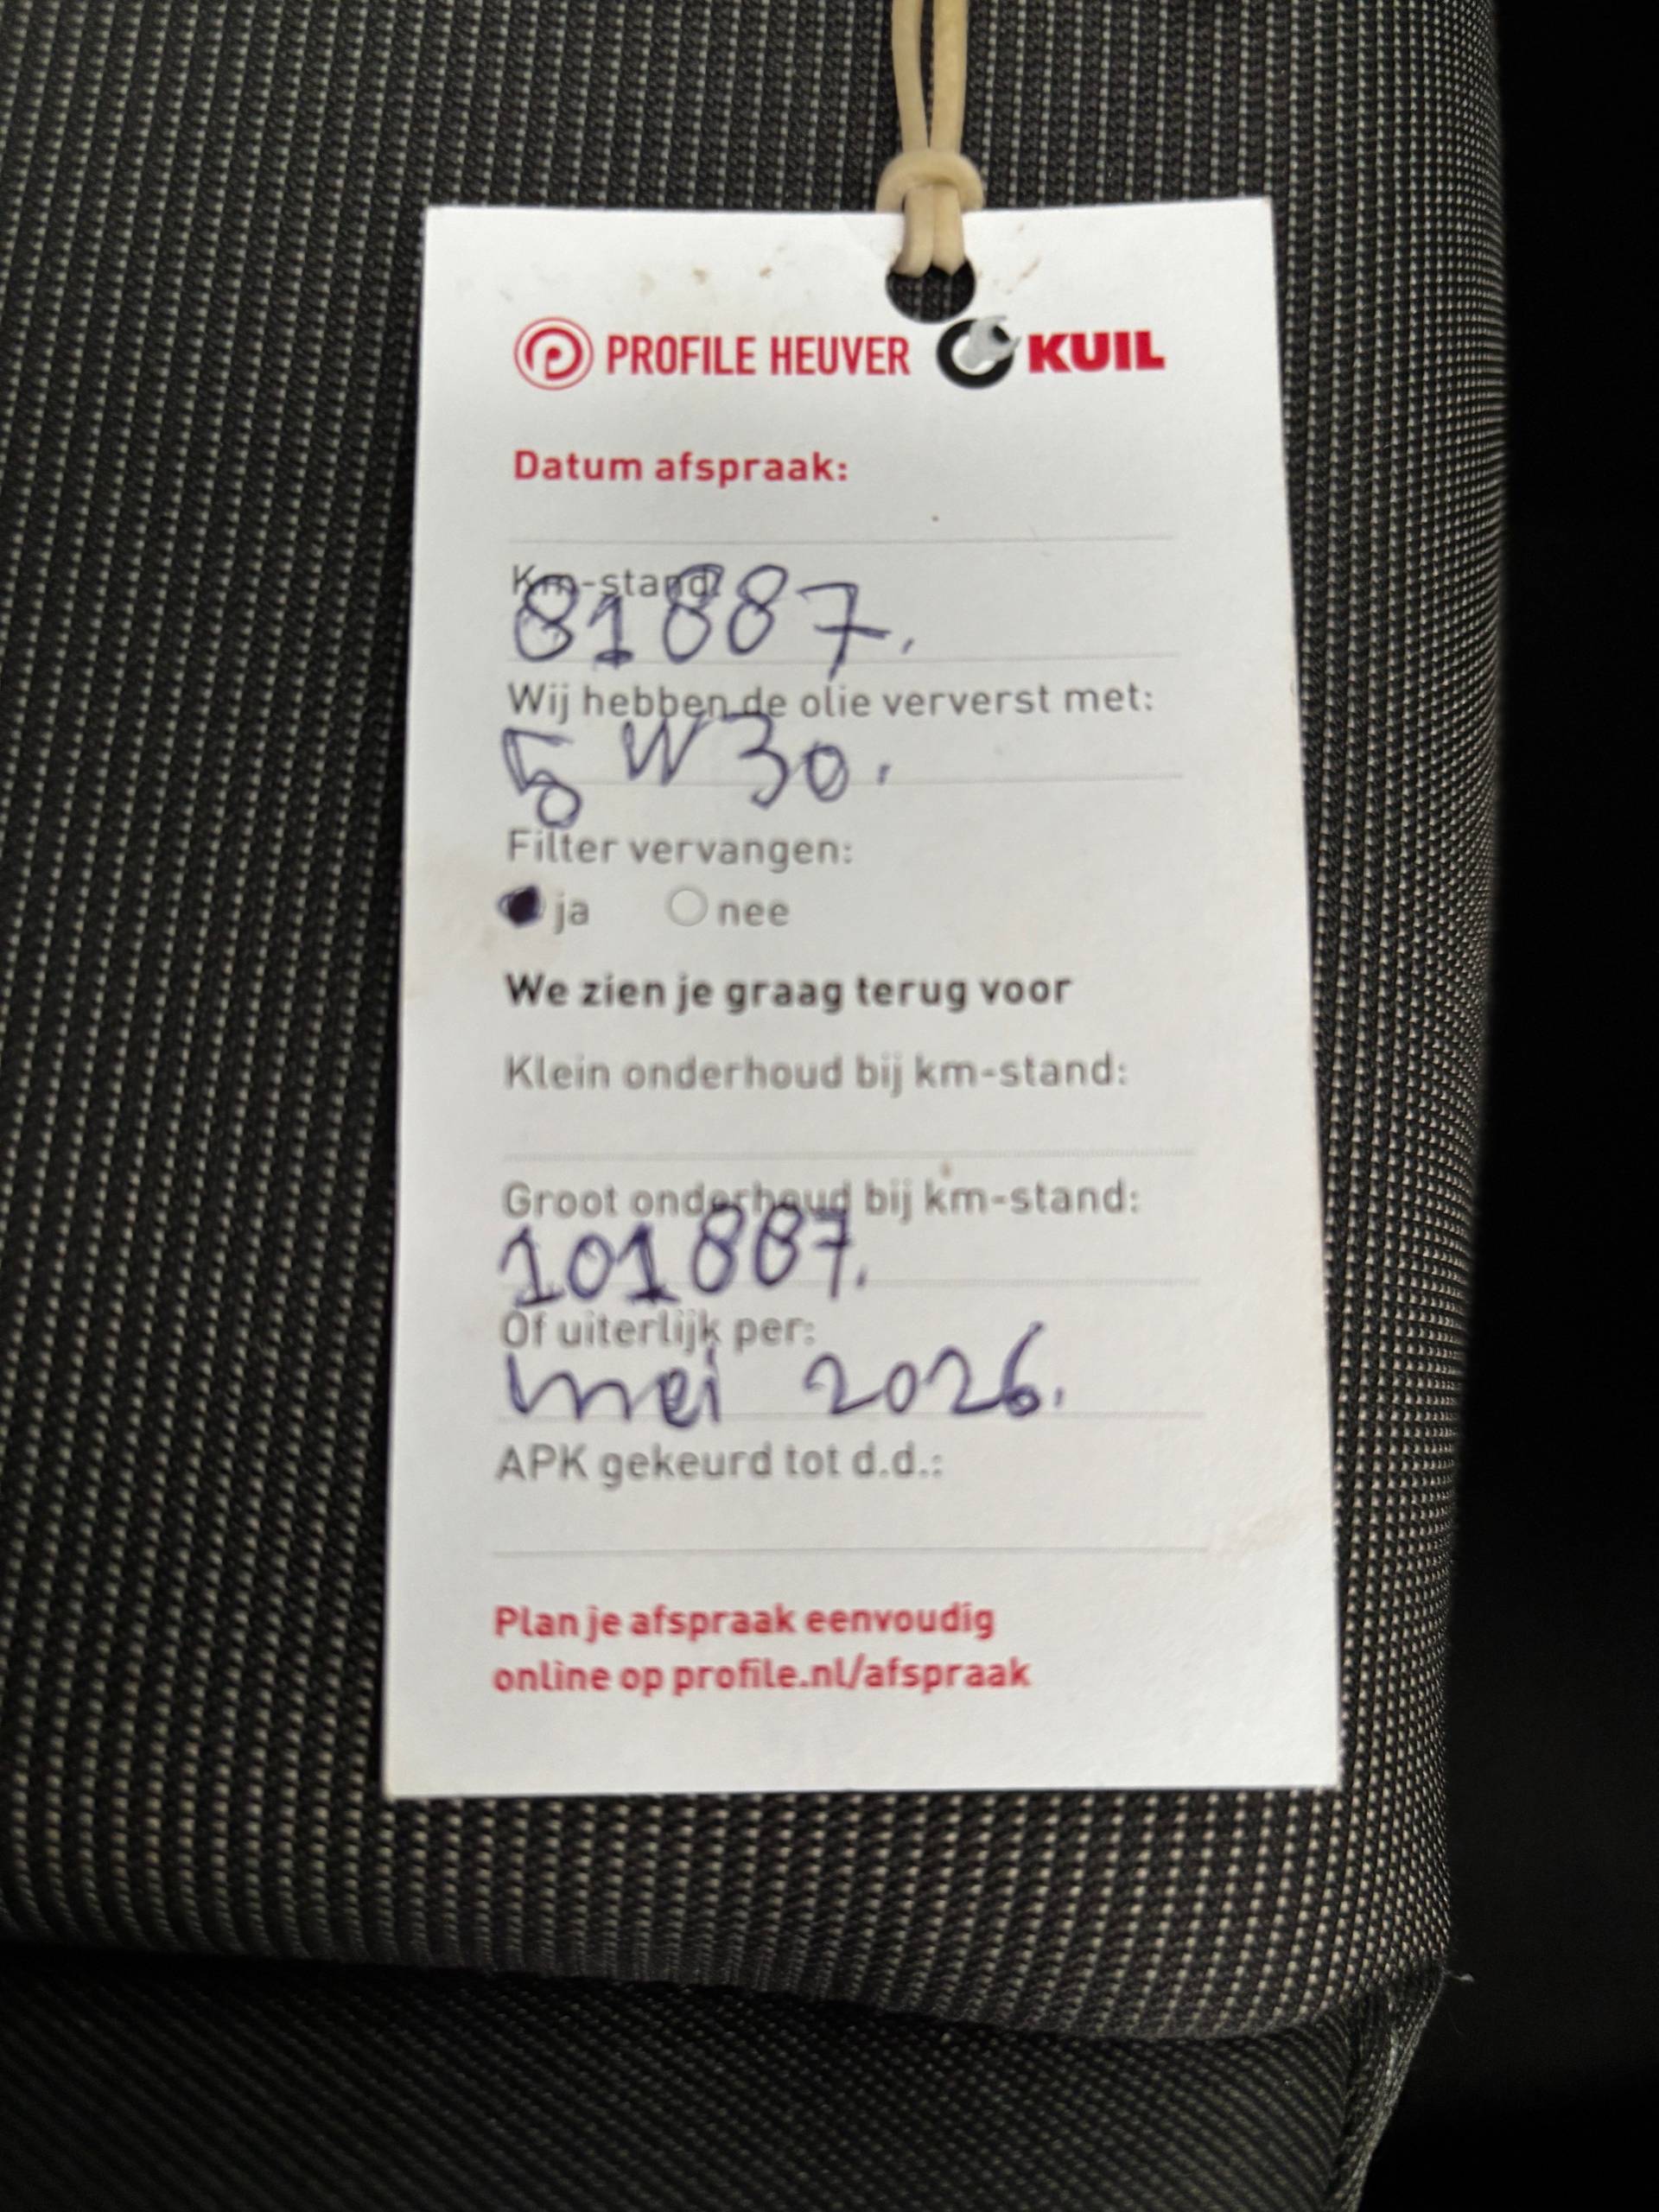 PROFILE HEUVER KUIL
Datum afspraak:
Km-stand:
81887.
Wij hebben de olie ververst met:
5W30.
Filter vervangen:
ja nee
We zien je graag terug voor
Klein onderhoud bij km-stand:
Groot onderhoud bij km-stand:
101887.
Of uiterlijk per:
mei 2026.
APK gekeurd tot d.d.:
Plan je afspraak eenvoudig
online op profile.nl/afspraak